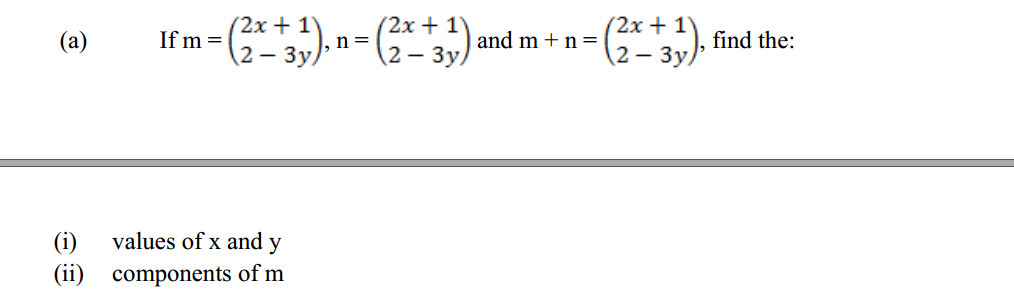 (a) If m = (2x + 1 / 2 – 3y), n = (2x + 1 / 2 – 3y) and m + n = (2x + 1 / 2 – 3y), find the:
(i) values of x and y
(ii) components of m